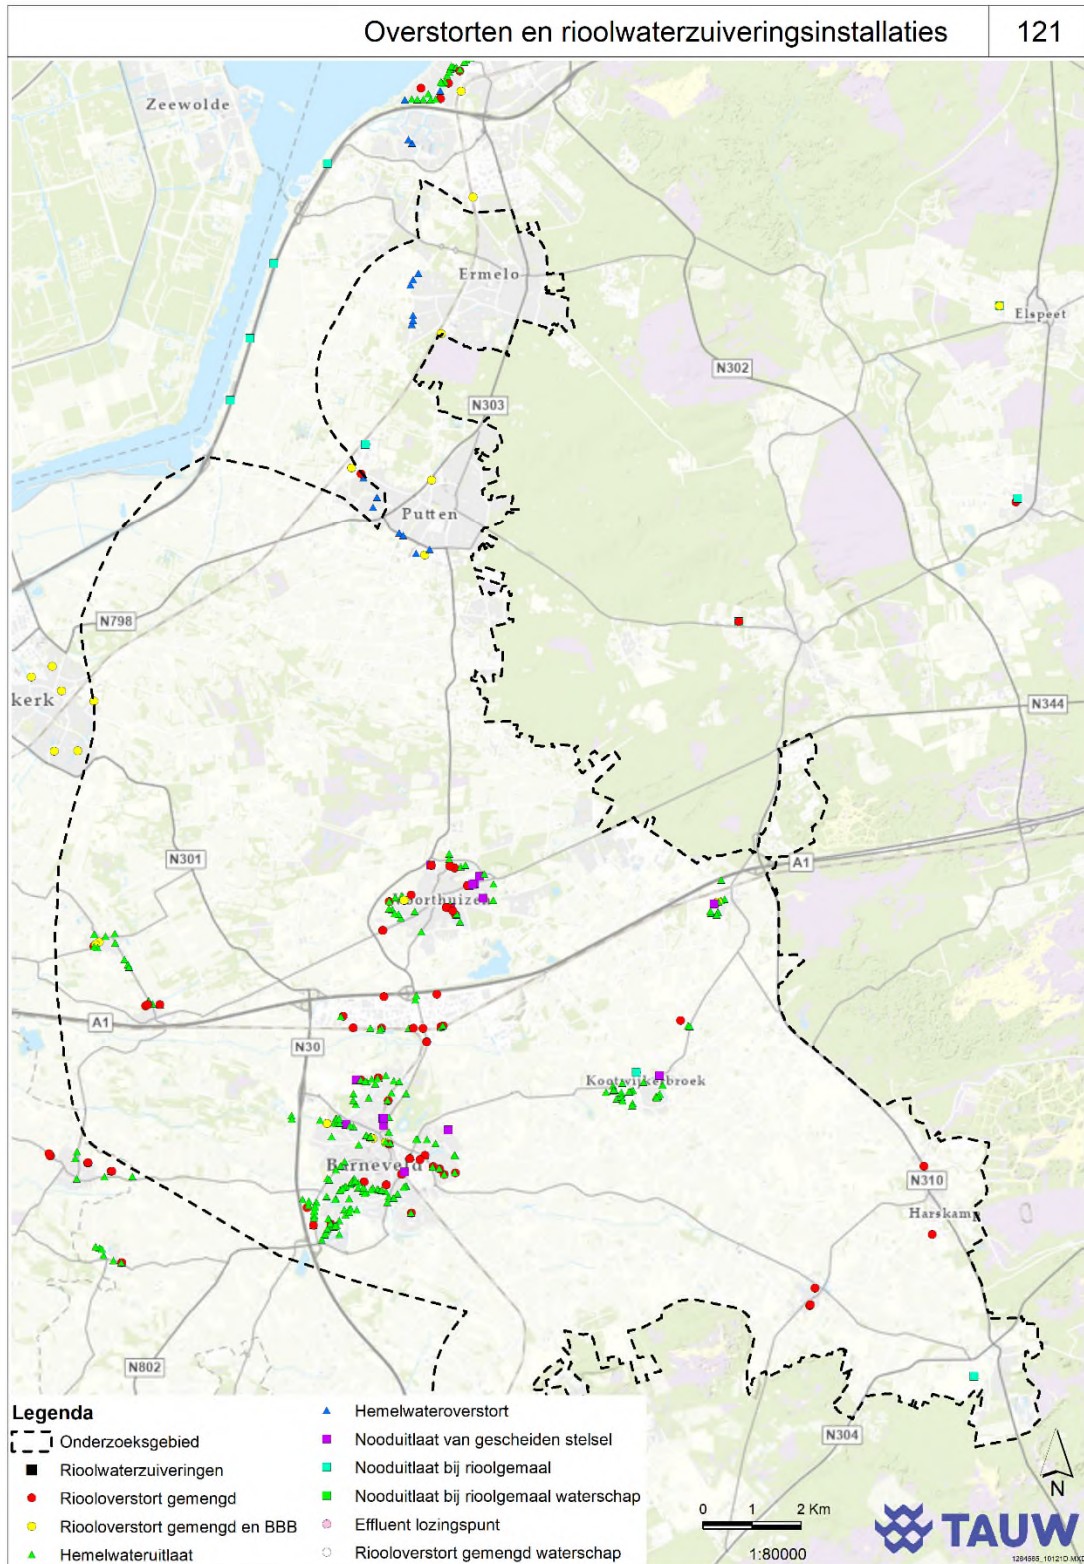 Overstorten en rioolwaterzuiveringsinstallaties 121
Zeewolde
Ermelo
Elspeet
N302
N303
Putten
N798
kerk
N344
N301
A1
Voorthuizen
A1
N30
Kootwijkerbroek
Barneveld
N310
Harskamp
N802
N304
Legenda
Onderzoeksgebied
Rioolwaterzuiveringen
Riooloverstort gemengd
Riooloverstort gemengd en BBB
Hemelwateruitlaat
Hemelwateroverstort
Nooduitlaat van gescheiden stelsel
Nooduitlaat bij rioolgemaal
Nooduitlaat bij rioolgemaal waterschap
Effluent lozingspunt
Riooloverstort gemengd waterschap
0 1 2 Km
1:80000
N
TAUW